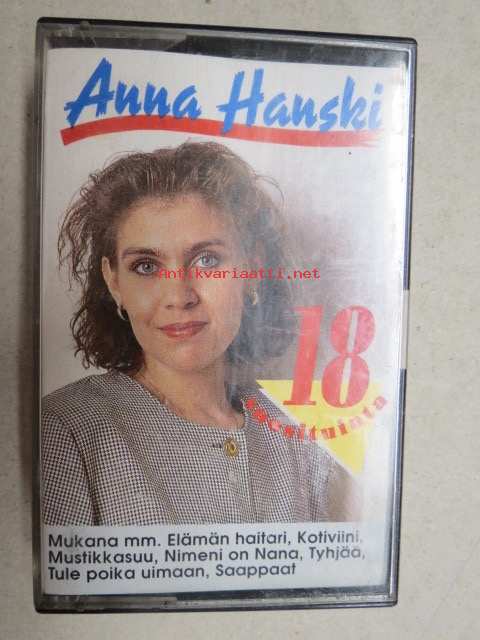 Anna Hanski
Antikvariaatti.net
18
suosituinta
Mukana mm. Elämän haitari, Kotiviini,
Mustikkasuu, Nimeni on Nana, Tyhjää,
Tule poika uimaan, Saappaat